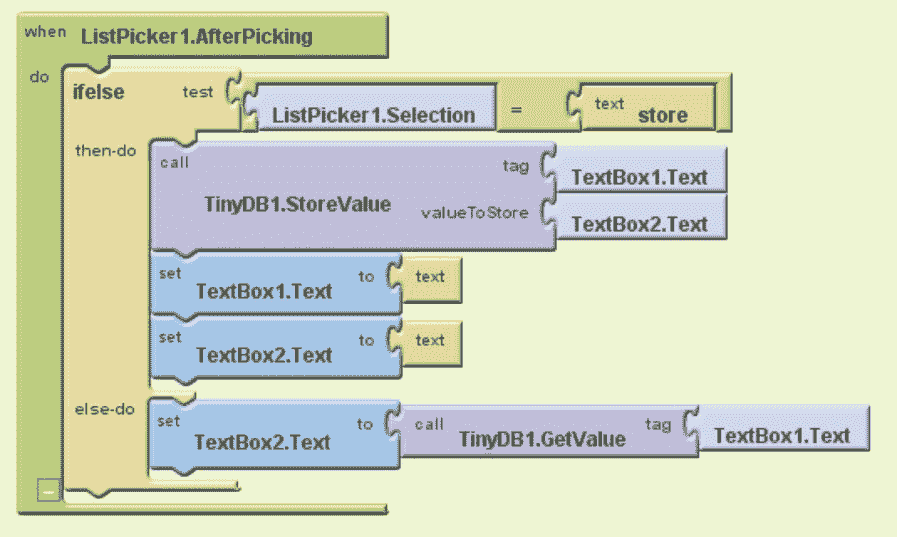 when ListPicker1.AfterPicking
do
ifelse test ListPicker1.Selection = text store
then-do call TinyDB1.StoreValue tag TextBox1.Text
valueToStore TextBox2.Text
set TextBox1.Text to text
set TextBox2.Text to text
else-do set TextBox2.Text to call TinyDB1.GetValue tag TextBox1.Text